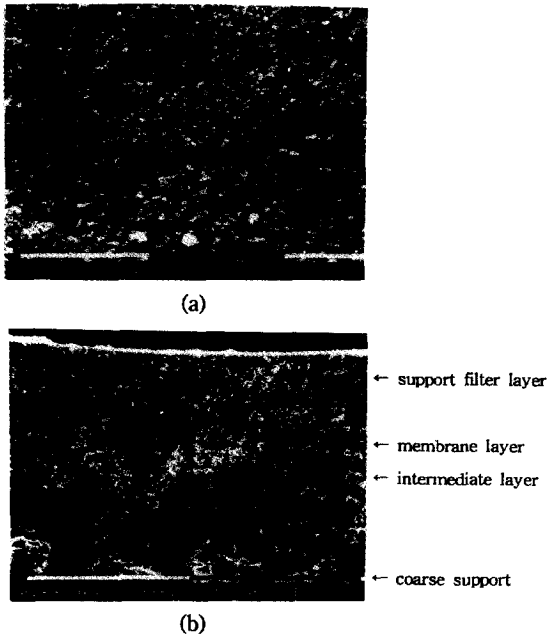 (a)
← support filter layer
← membrane layer
← intermediate layer
← coarse support
(b)